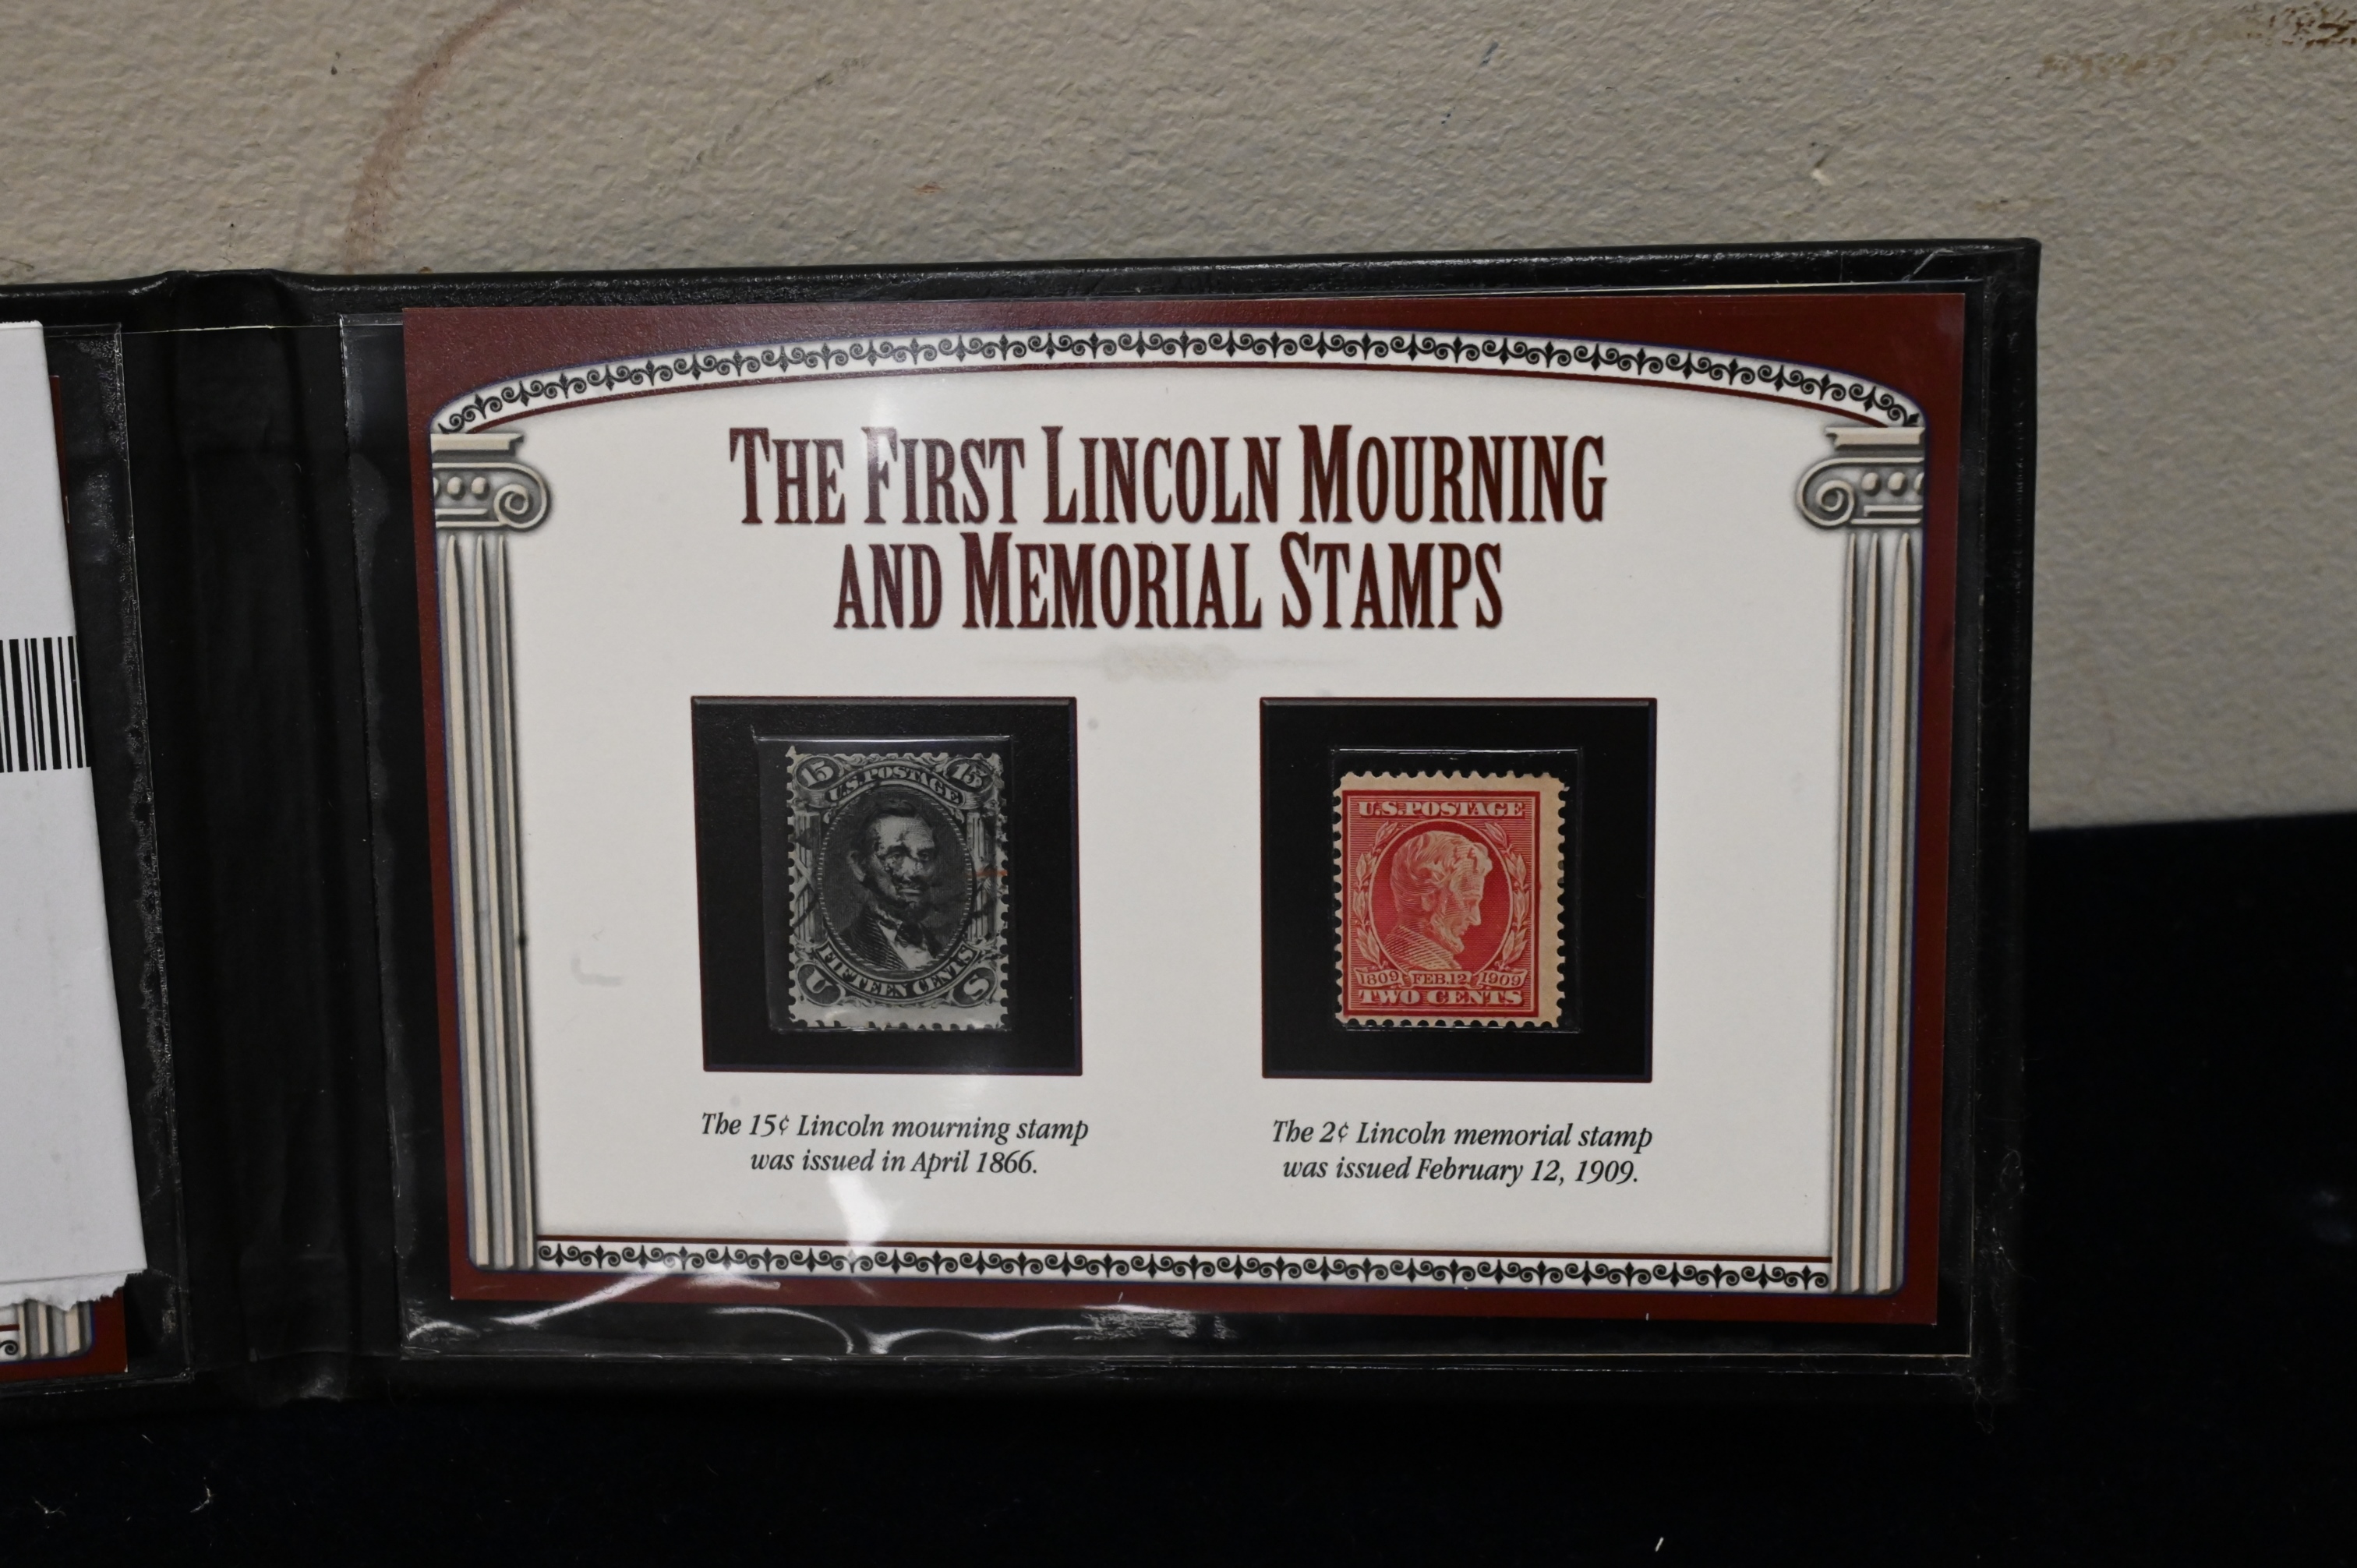 THE FIRST LINCOLN MOURNING
AND MEMORIAL STAMPS
15 15
U.S. POSTAGE
FIFTEEN CENTS
U S
The 15¢ Lincoln mourning stamp
was issued in April 1866.
U.S. POSTAGE
1809 FEB. 12 1909
TWO CENTS
The 2¢ Lincoln memorial stamp
was issued February 12, 1909.